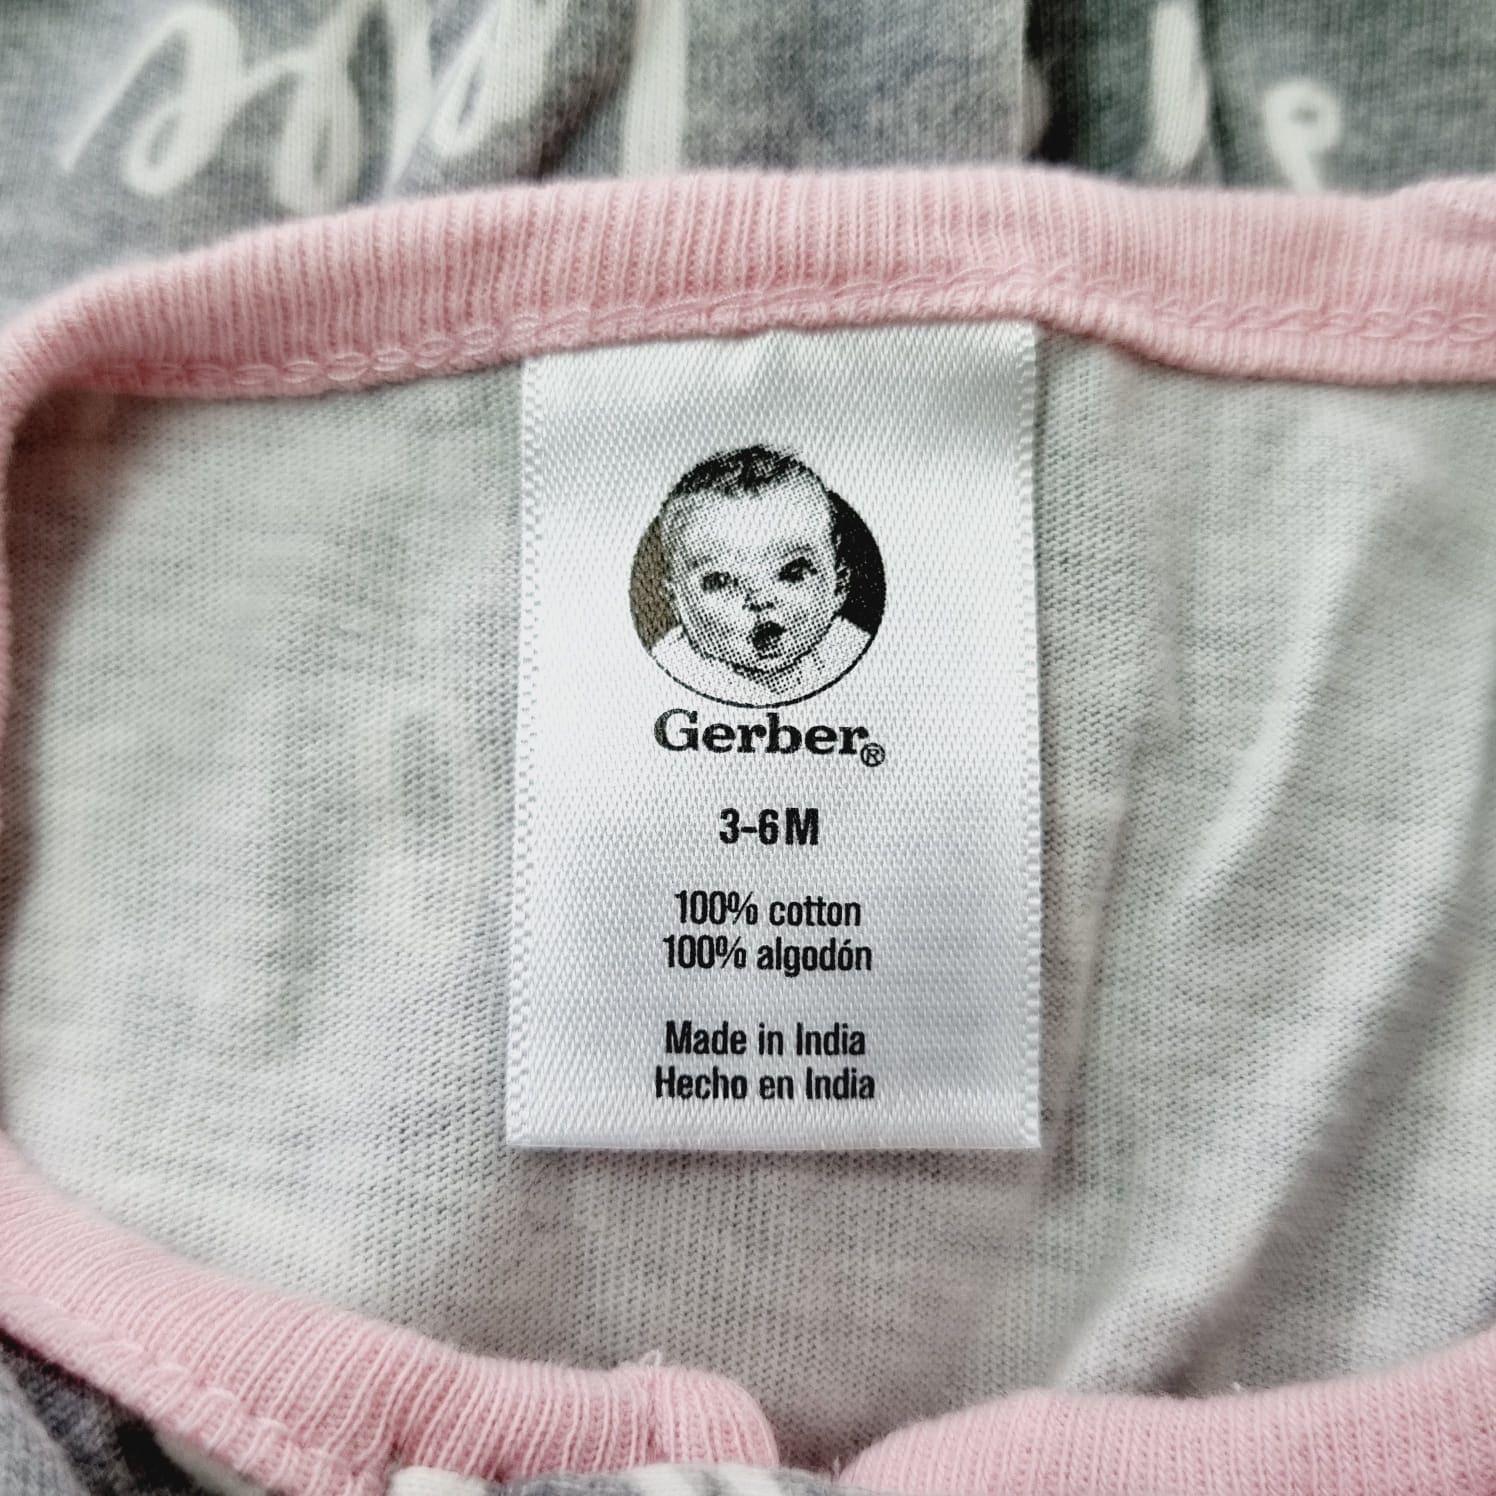 Gerber®
3-6M
100% cotton
100% algodón
Made in India
Hecho en India